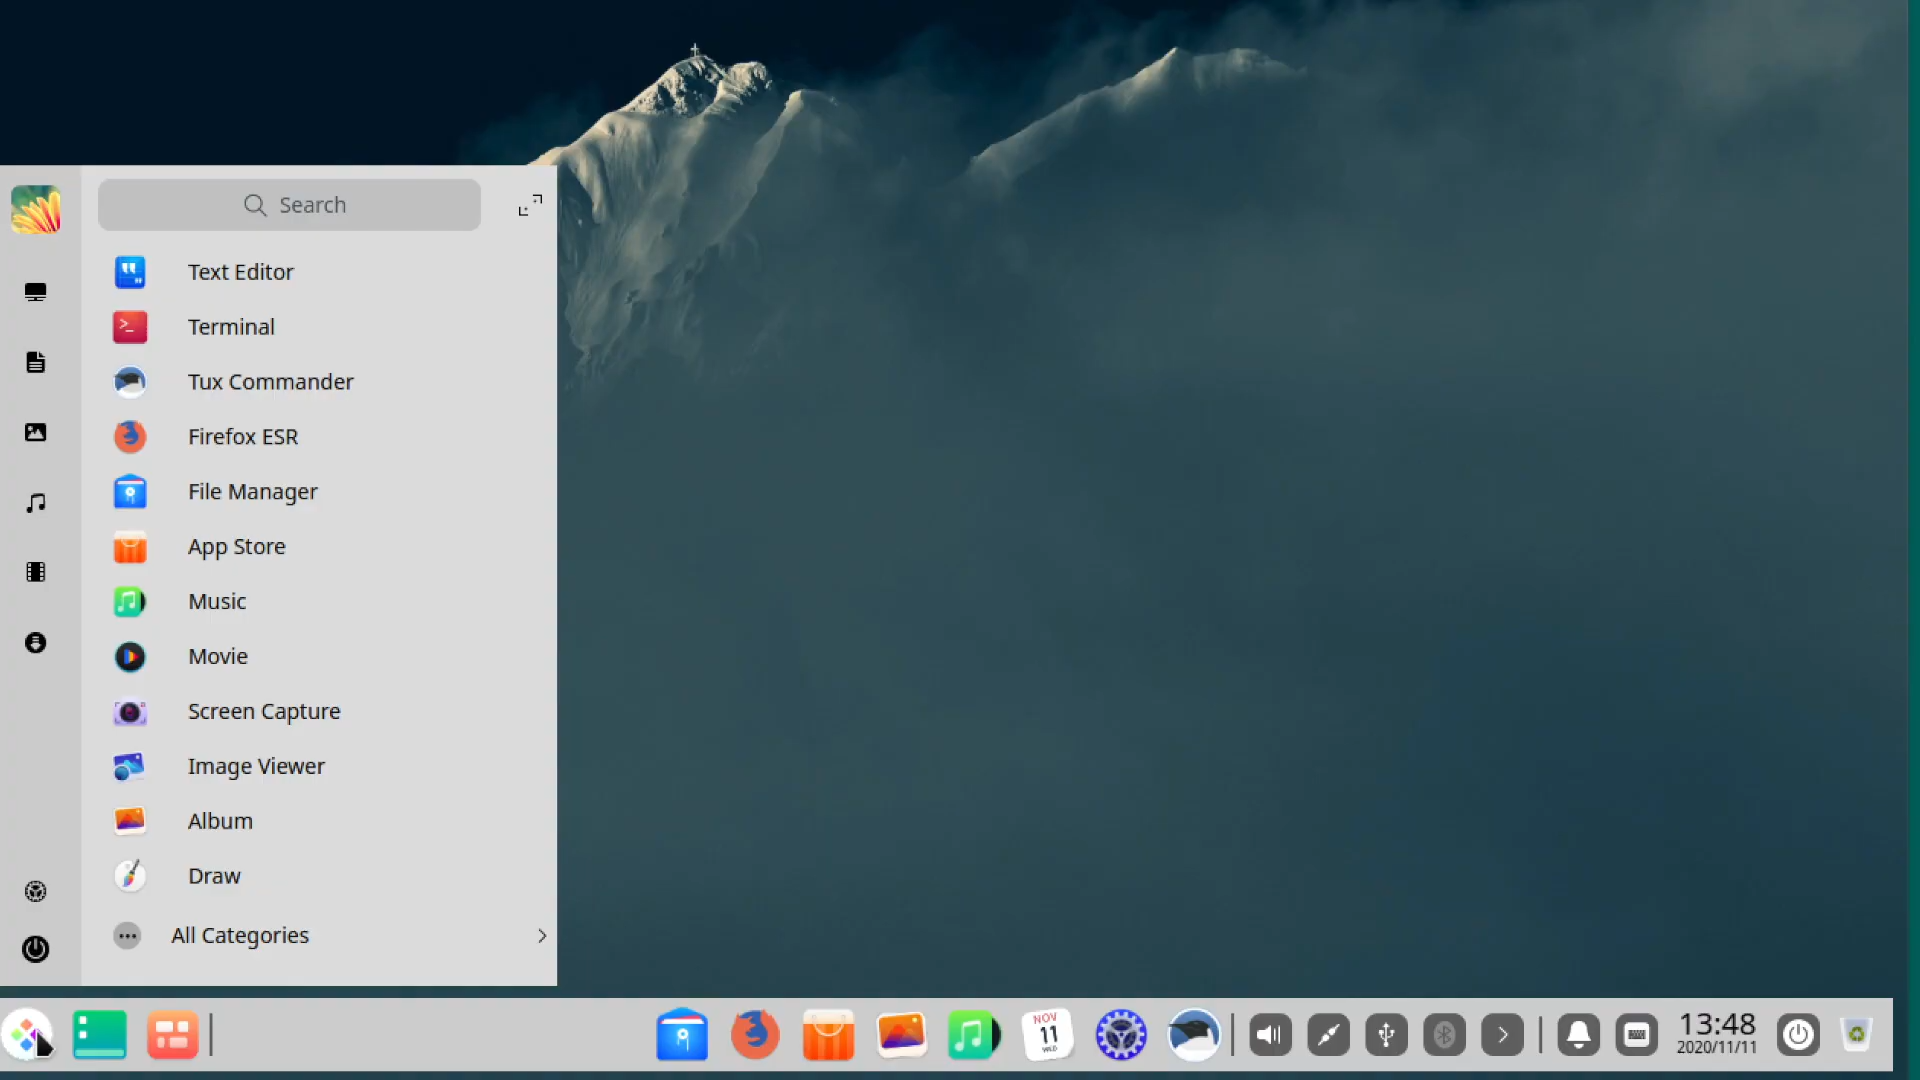 Search
Text Editor
Terminal
Tux Commander
Firefox ESR
File Manager
App Store
Music
Movie
Screen Capture
Image Viewer
Album
Draw
All Categories
NOV
11
WED
13:48
2020/11/11